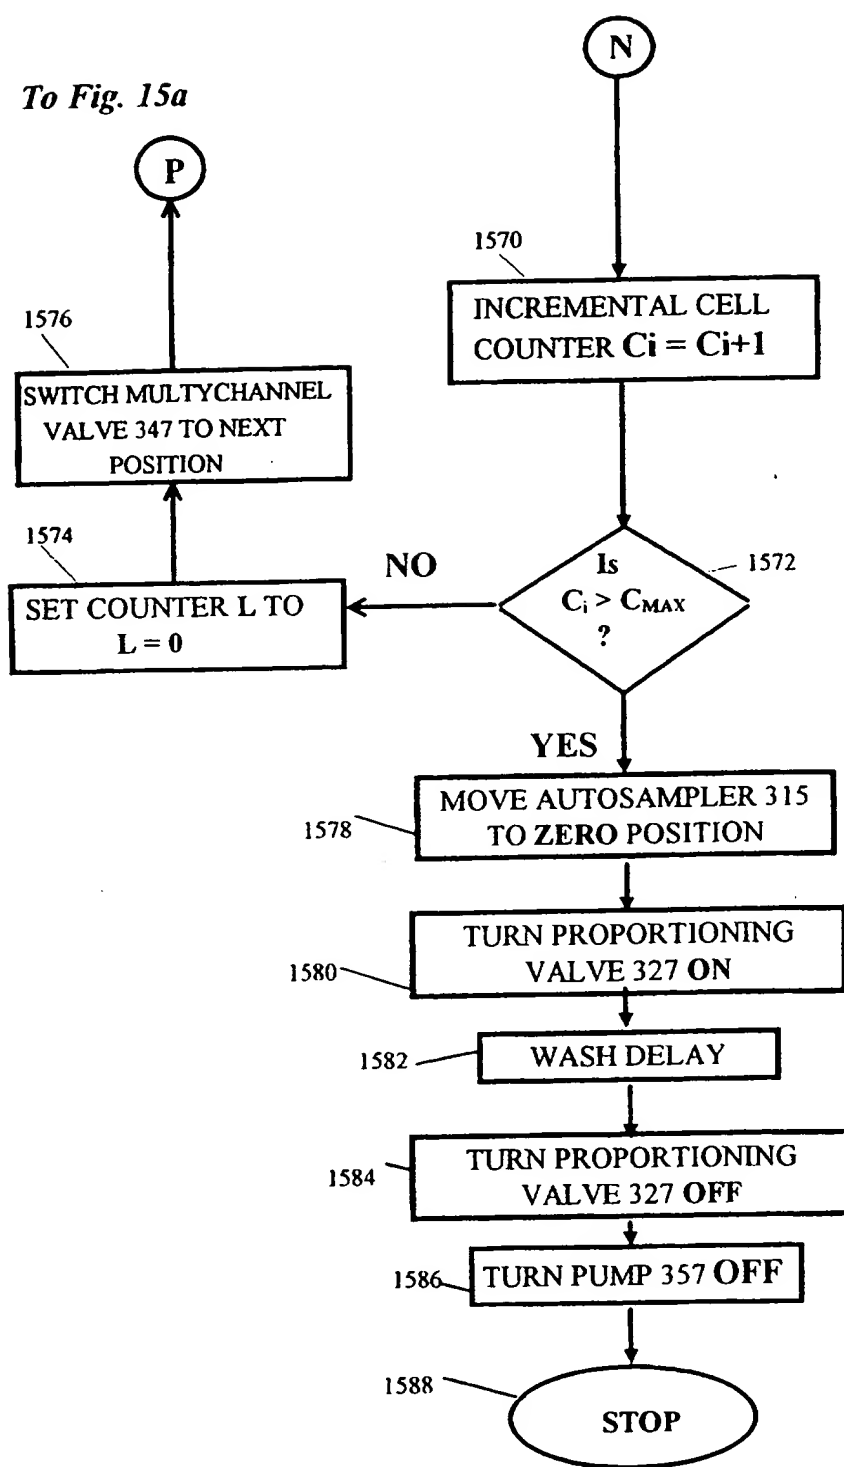 N
To Fig. 15a
P
1570
INCREMENTAL CELL
COUNTER Ci = Ci+1
1576
SWITCH MULTYCHANNEL
VALVE 347 TO NEXT
POSITION
1574
SET COUNTER L TO
L = 0
NO
Is
Ci > CMAX
?
1572
YES
MOVE AUTOSAMPLER 315
TO ZERO POSITION
1578
TURN PROPORTIONING
VALVE 327 ON
1580
WASH DELAY
1582
TURN PROPORTIONING
VALVE 327 OFF
1584
TURN PUMP 357 OFF
1586
1588
STOP